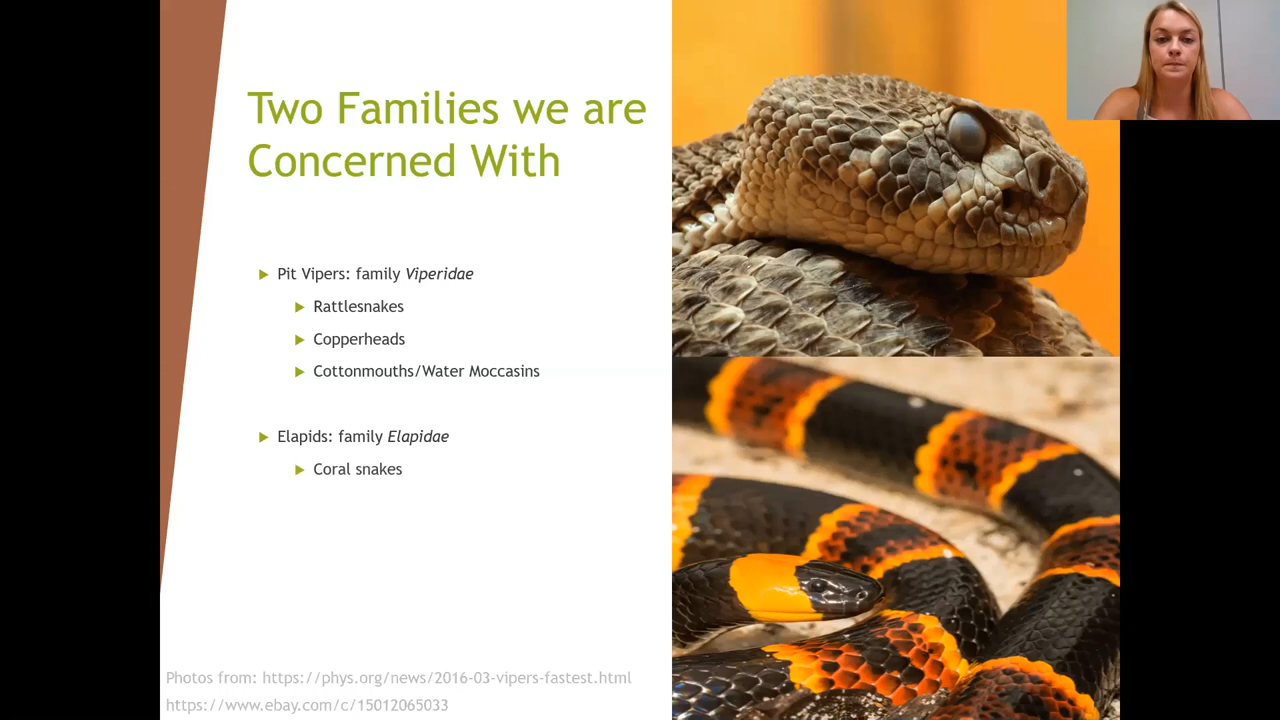 Two Families we are
Concerned With
Pit Vipers: family Viperidae
Rattlesnakes
Copperheads
Cottonmouths/Water Moccasins
Elapids: family Elapidae
Coral snakes
Photos from: https://phys.org/news/2016-03-vipers-fastest.html
https://www.ebay.com/c/15012065033